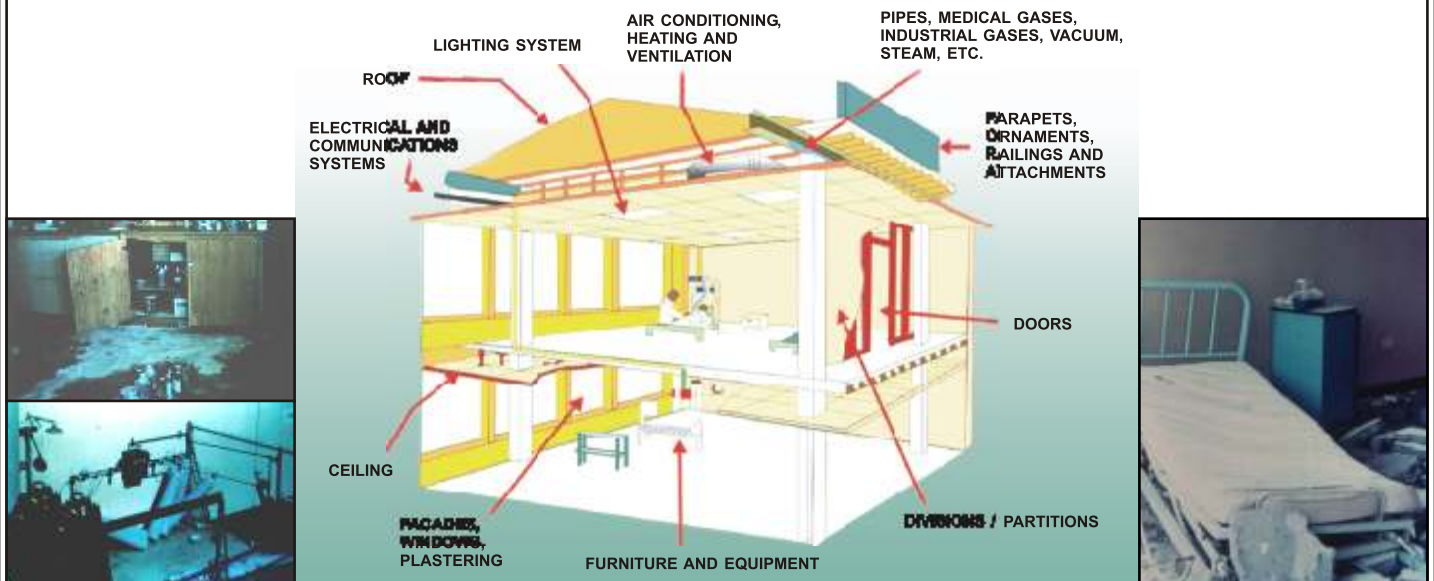 LIGHTING SYSTEM
AIR CONDITIONING,
HEATING AND
VENTILATION
PIPES, MEDICAL GASES,
INDUSTRIAL GASES, VACUUM,
STEAM, ETC.
ROOF
ELECTRICAL AND
COMMUNICATIONS
SYSTEMS
PARAPETS,
ORNAMENTS,
RAILINGS AND
ATTACHMENTS
DOORS
CEILING
FACADES,
WINDOWS,
PLASTERING
FURNITURE AND EQUIPMENT
DIVISIONS / PARTITIONS